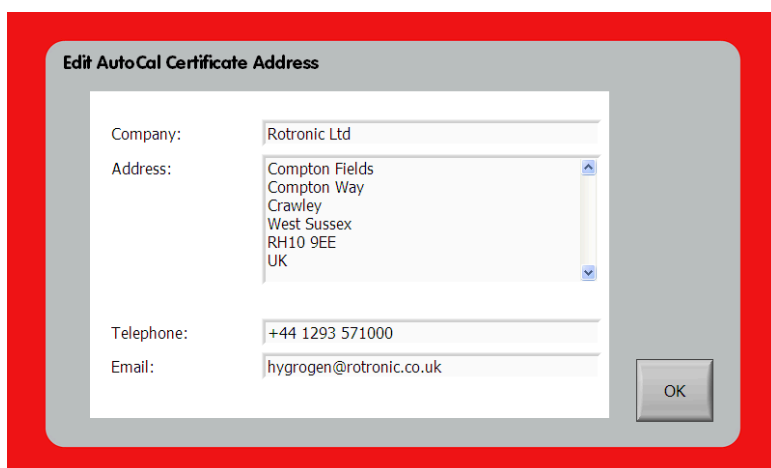 Edit AutoCal Certificate Address
Company: Rotronic Ltd
Address: Compton Fields
Compton Way
Crawley
West Sussex
RH10 9EE
UK
Telephone: +44 1293 571000
Email: hygrogen@rotronic.co.uk
OK